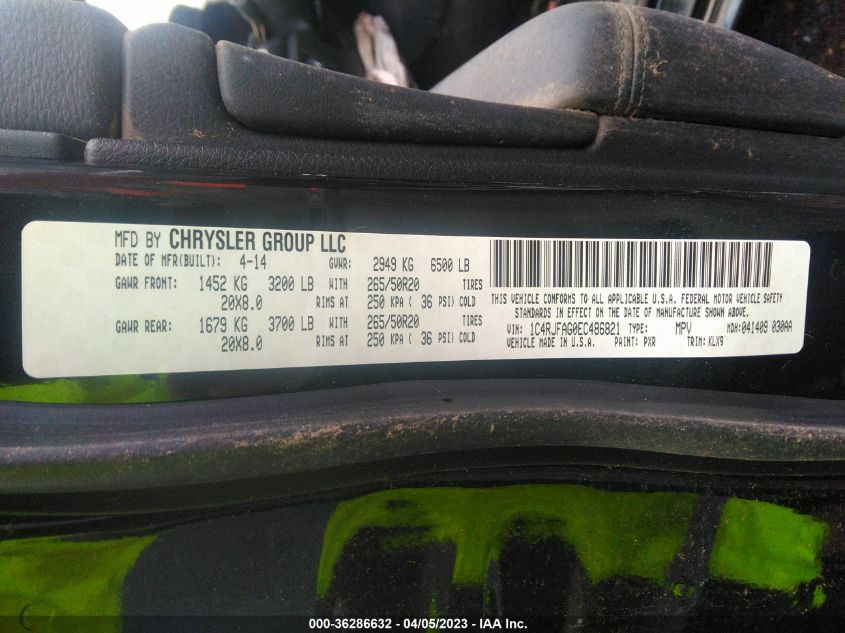 MFD BY CHRYSLER GROUP LLC
DATE OF MFR(BUILT): 4-14 GVWR: 2949 KG 6500 LB
GAWR FRONT: 1452 KG 3200 LB WITH 265/50R20 TIRES
20X8.0 RIMS AT 250 KPA ( 36 PSI) COLD
GAWR REAR: 1679 KG 3700 LB WITH 265/50R20 TIRES
20X8.0 RIMS AT 250 KPA ( 36 PSI) COLD
THIS VEHICLE CONFORMS TO ALL APPLICABLE U.S.A. FEDERAL MOTOR VEHICLE SAFETY
STANDARDS IN EFFECT ON THE DATE OF MANUFACTURE SHOWN ABOVE.
VIN: 1C4RJFAG0EC486821 TYPE: MPV MDH: 041409 030AA
VEHICLE MADE IN U.S.A. PAINT: PXR TRIM: KLX9
000-36286632 - 04/05/2023 - IAA Inc.